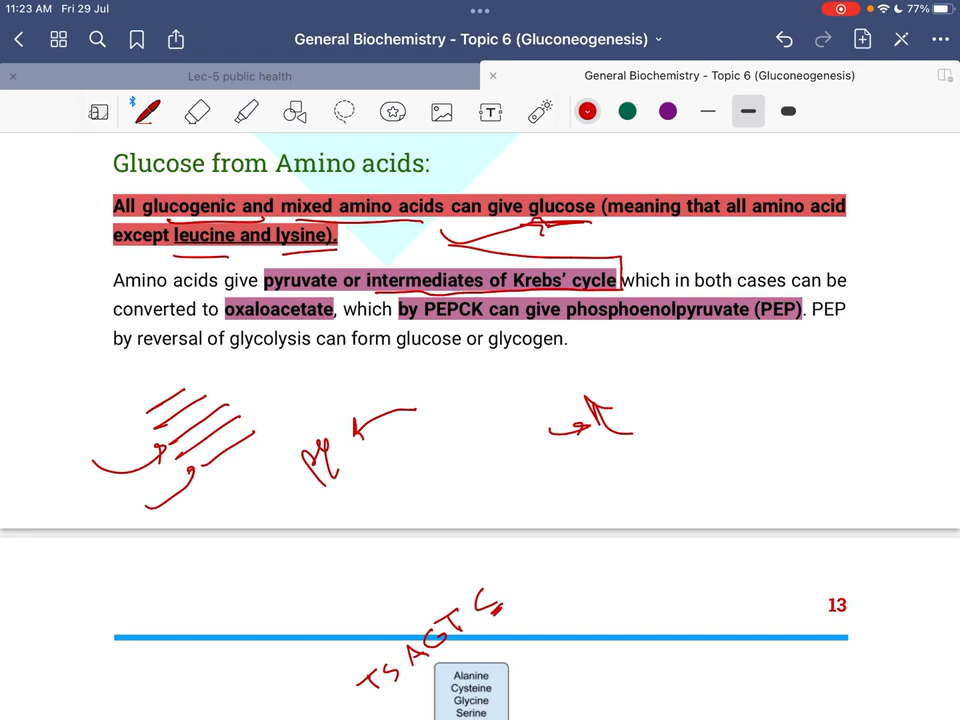 11:23 AM Fri 29 Jul
77%
General Biochemistry - Topic 6 (Gluconeogenesis)
Lec-5 public health
General Biochemistry - Topic 6 (Gluconeogenesis)
Glucose from Amino acids:
All glucogenic and mixed amino acids can give glucose (meaning that all amino acid
except leucine and lysine).
Amino acids give pyruvate or intermediates of Krebs’ cycle which in both cases can be
converted to oxaloacetate, which by PEPCK can give phosphoenolpyruvate (PEP). PEP
by reversal of glycolysis can form glucose or glycogen.
13
TSAGTC
Alanine
Cysteine
Glycine
Serine